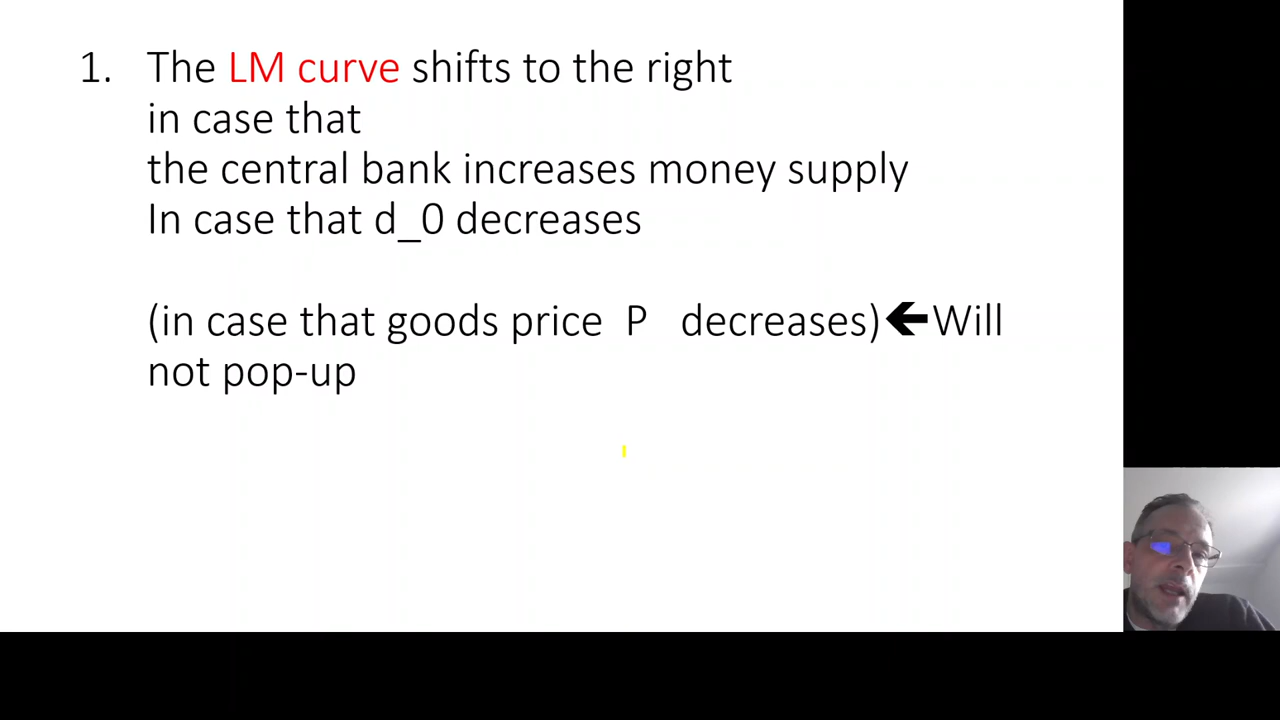 1. The LM curve shifts to the right
in case that
the central bank increases money supply
In case that d_0 decreases
(in case that goods price P decreases)🡸Will
not pop-up